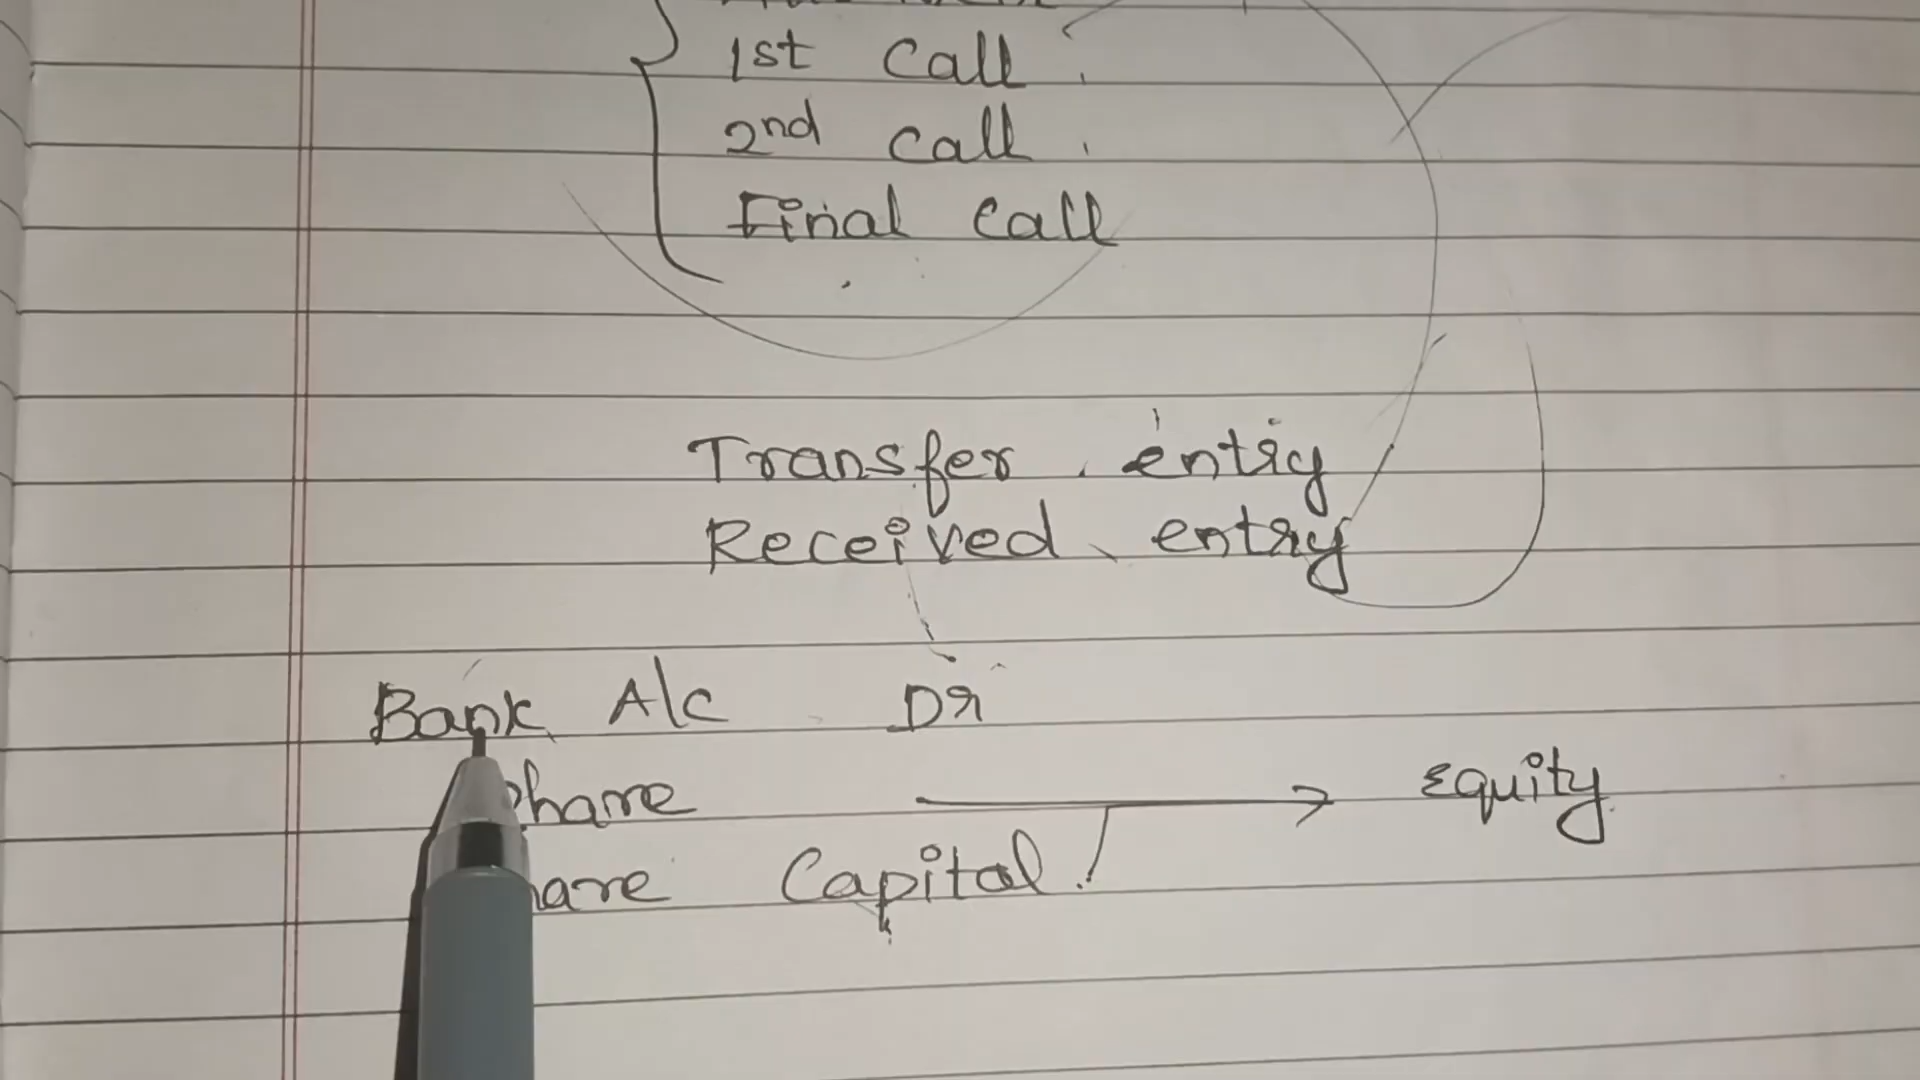 1st Call
2nd Call
Final Call
Transfer entry
Received entry
Bank A/c Dr
Equity
Capital